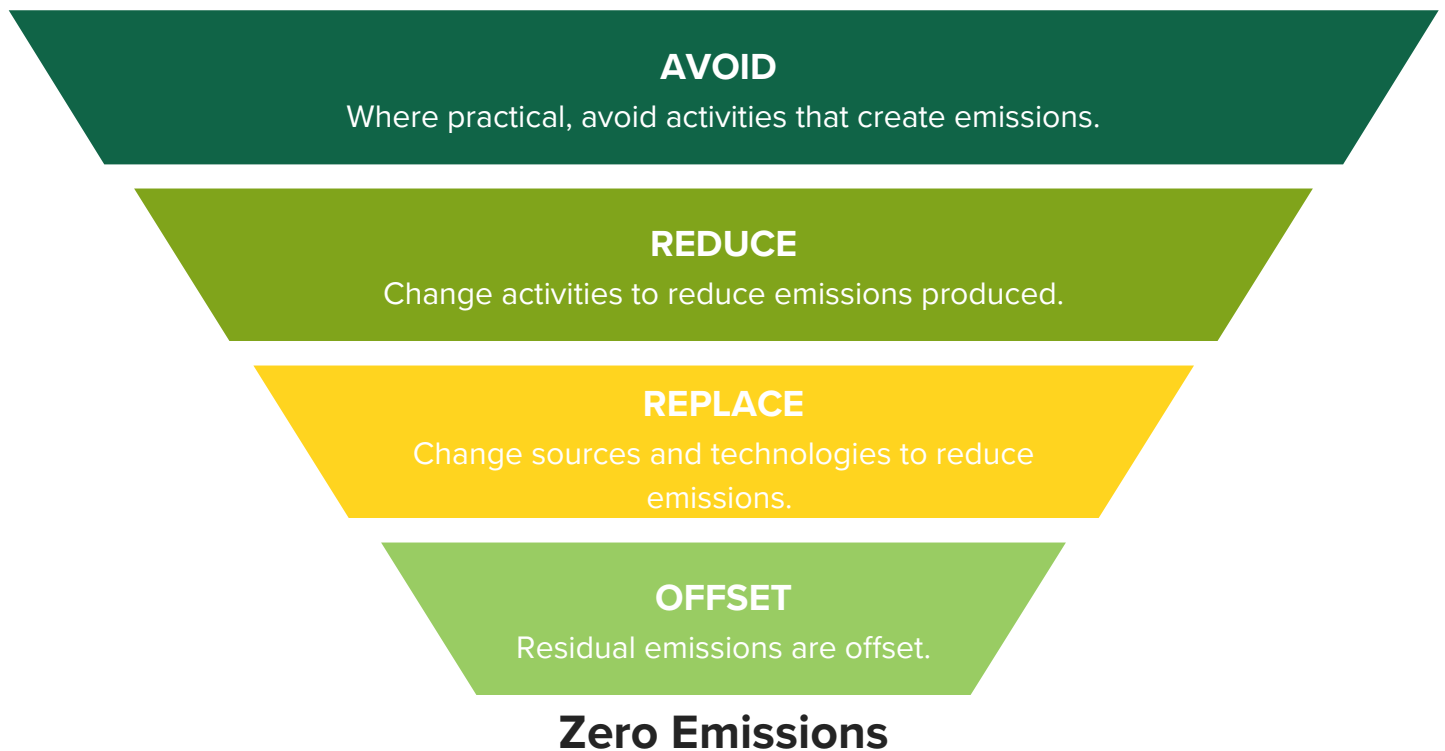 AVOID
Where practical, avoid activities that create emissions.
REDUCE
Change activities to reduce emissions produced.
REPLACE
Change sources and technologies to reduce
emissions.
OFFSET
Residual emissions are offset.
Zero Emissions